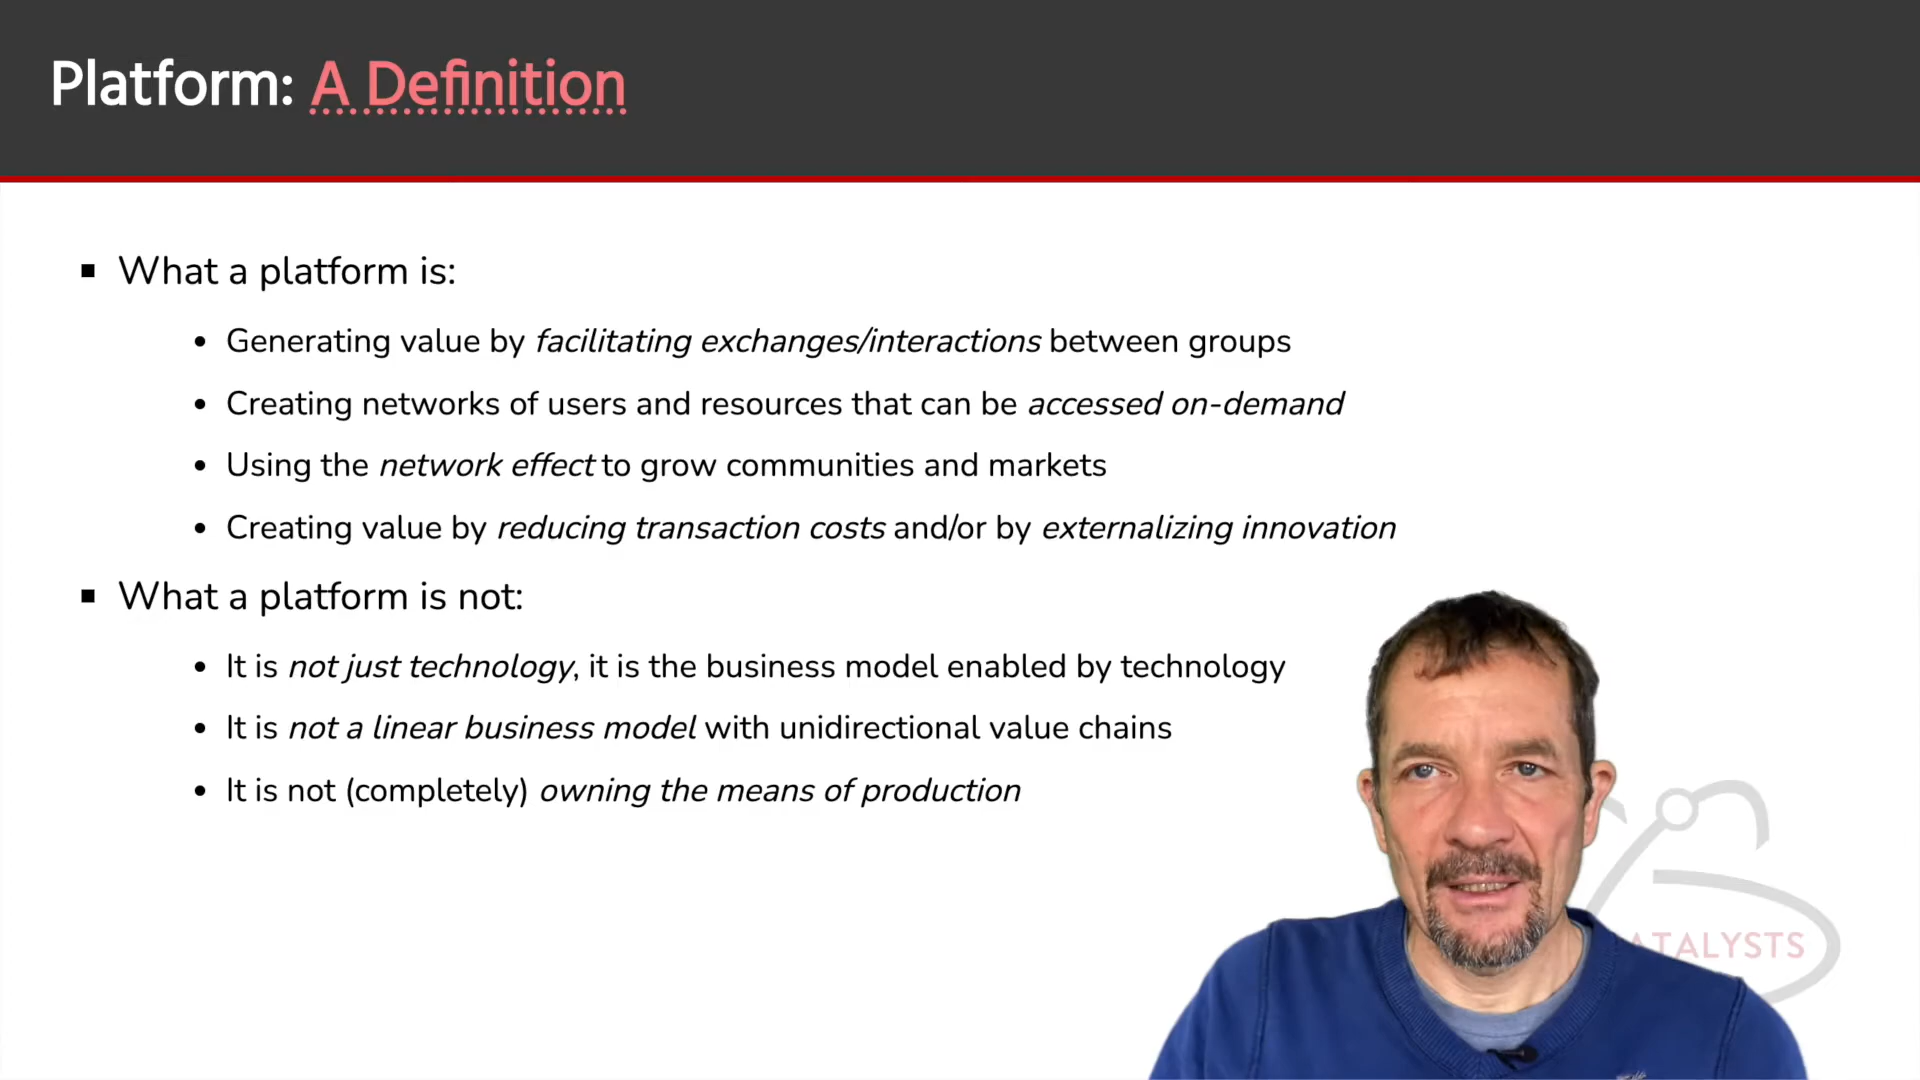 Platform: A Definition
What a platform is:
Generating value by facilitating exchanges/interactions between groups
Creating networks of users and resources that can be accessed on-demand
Using the network effect to grow communities and markets
Creating value by reducing transaction costs and/or by externalizing innovation
What a platform is not:
It is not just technology, it is the business model enabled by technology
It is not a linear business model with unidirectional value chains
It is not (completely) owning the means of production
ATALYSTS